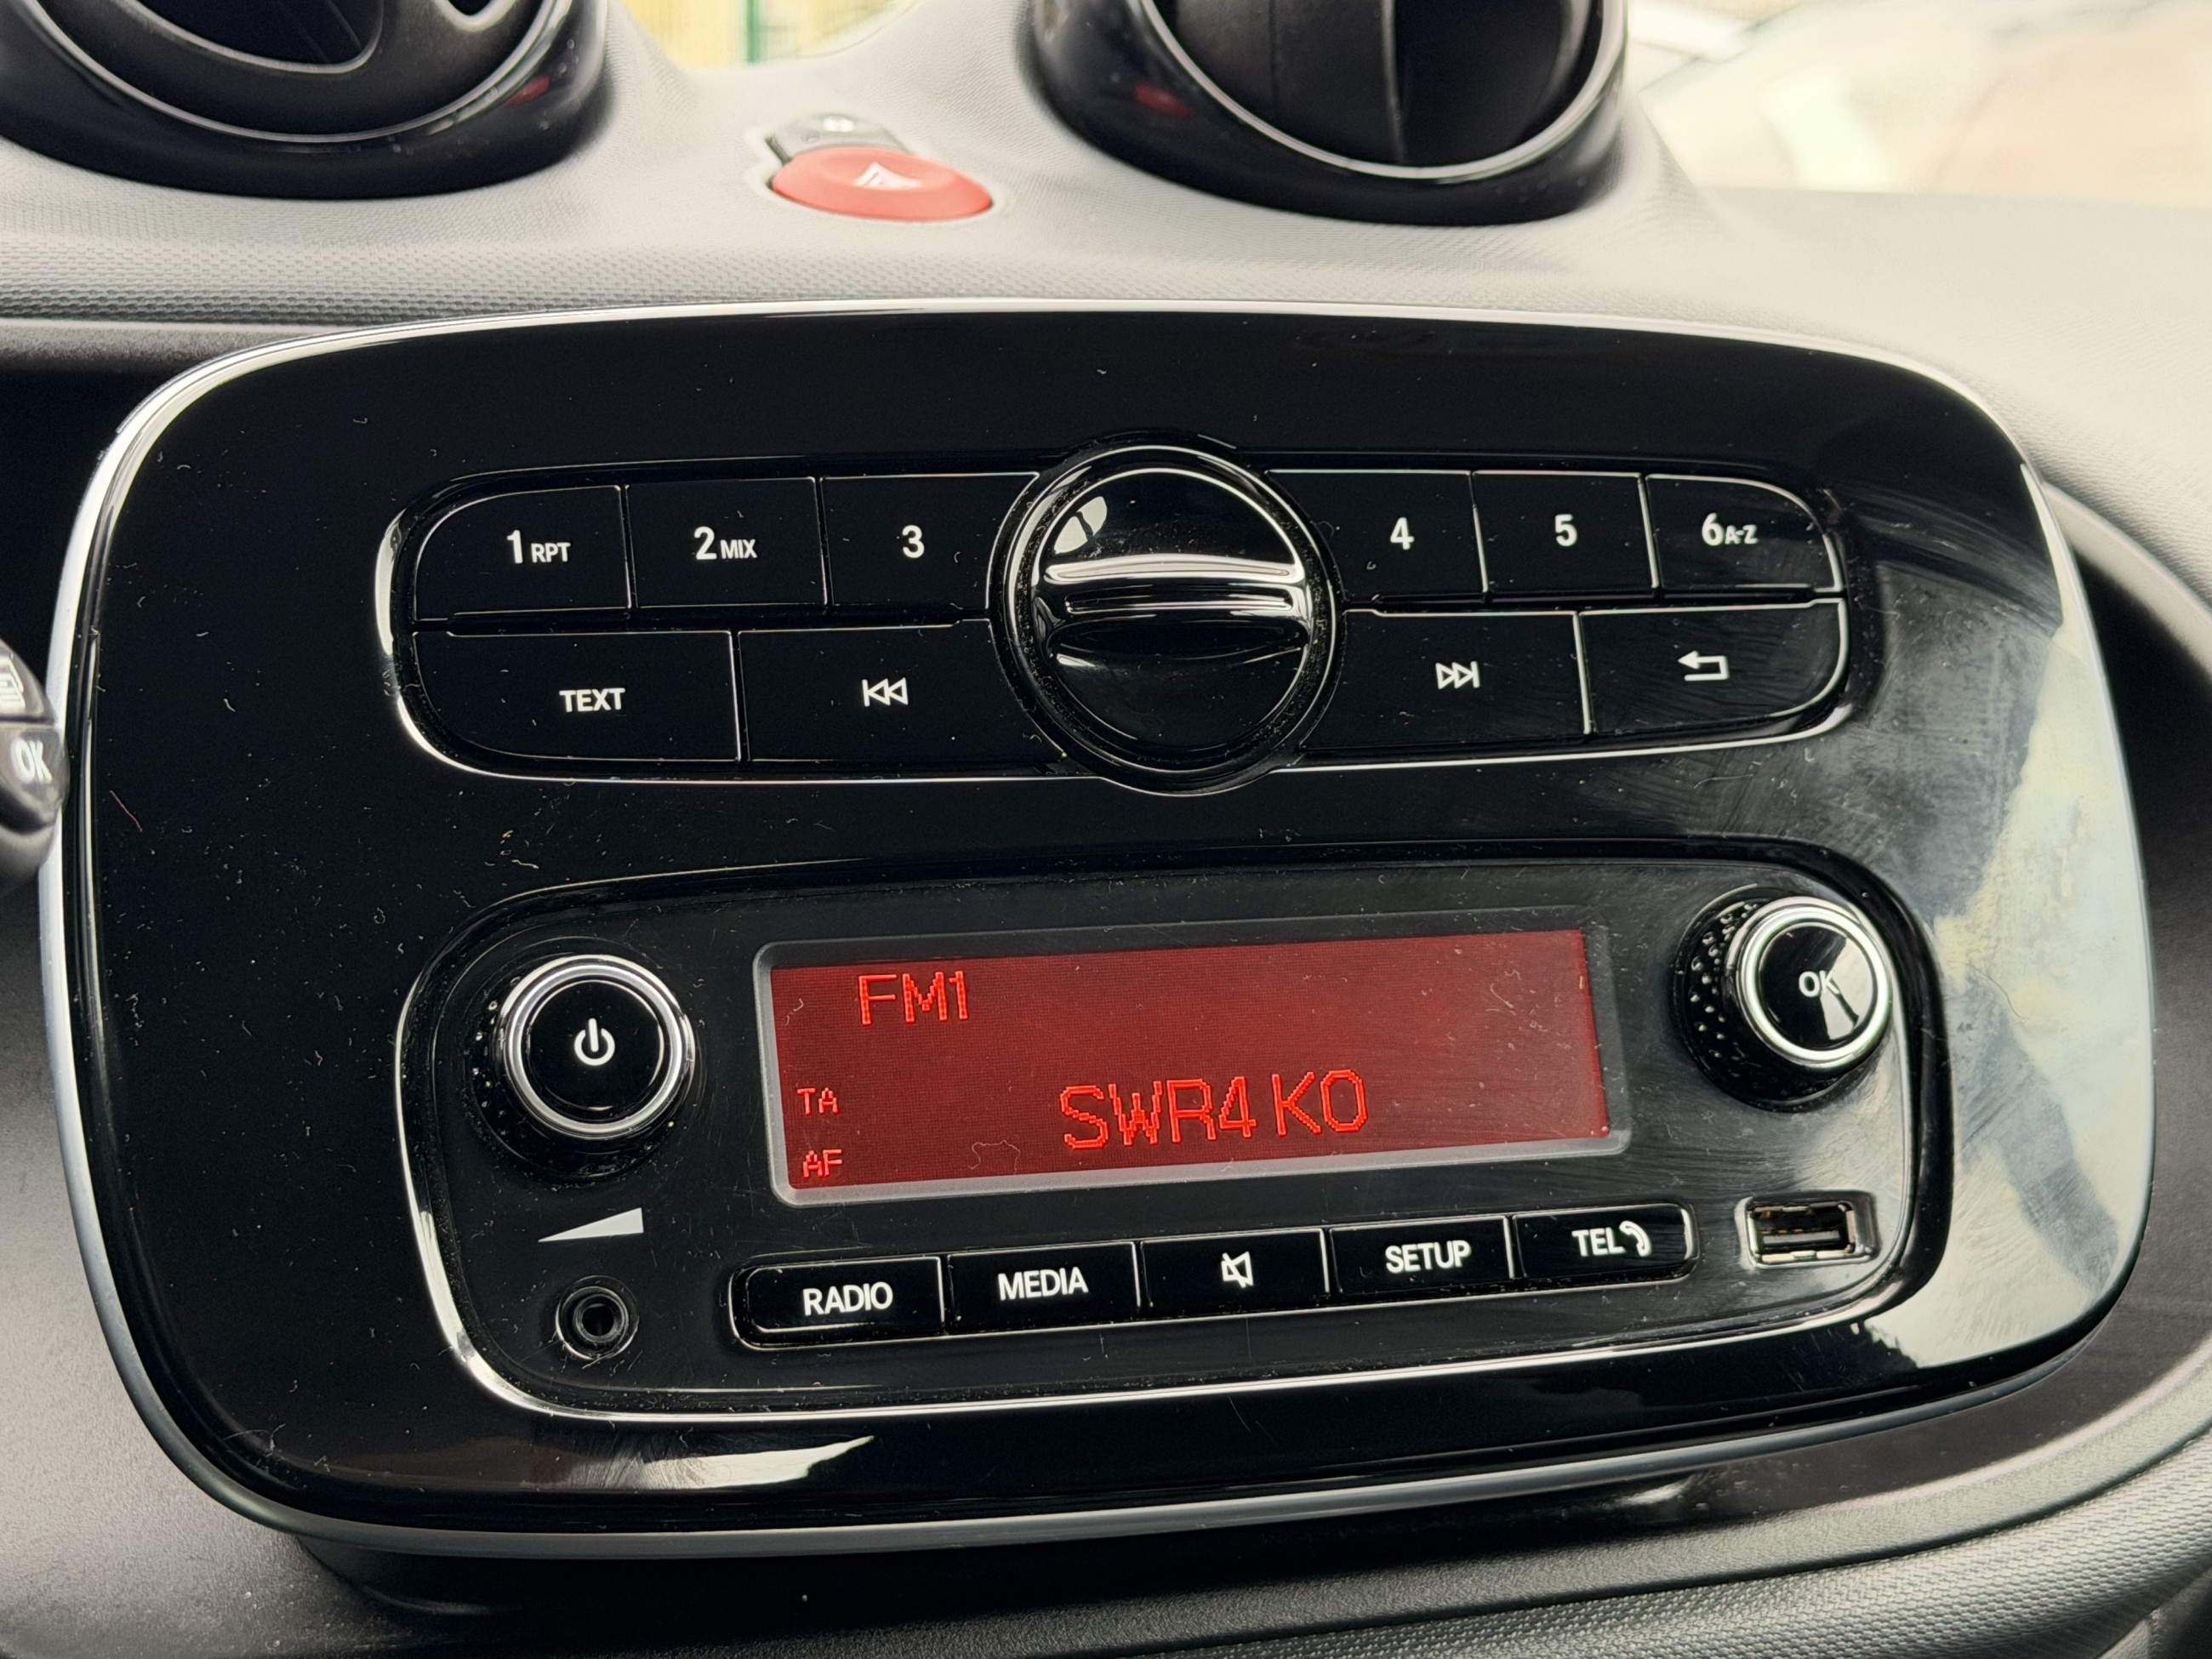 1 RPT
2 MIX
3
4
5
6 A-Z
TEXT
OK
FM1
OK
TA
SWR4 KO
AF
RADIO
MEDIA
SETUP
TEL